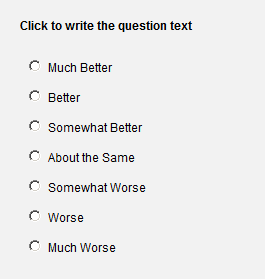 Click to write the question text
Much Better
Better
Somewhat Better
About the Same
Somewhat Worse
Worse
Much Worse